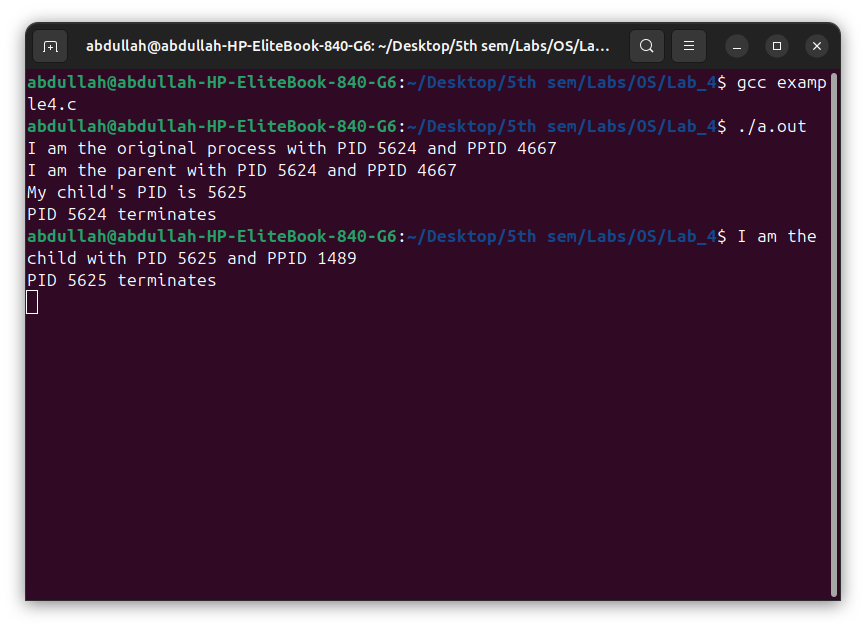 abdullah@abdullah-HP-EliteBook-840-G6: ~/Desktop/5th sem/Labs/OS/La...
abdullah@abdullah-HP-EliteBook-840-G6:~/Desktop/5th sem/Labs/OS/Lab_4$ gcc examp
le4.c
abdullah@abdullah-HP-EliteBook-840-G6:~/Desktop/5th sem/Labs/OS/Lab_4$ ./a.out
I am the original process with PID 5624 and PPID 4667
I am the parent with PID 5624 and PPID 4667
My child's PID is 5625
PID 5624 terminates
abdullah@abdullah-HP-EliteBook-840-G6:~/Desktop/5th sem/Labs/OS/Lab_4$ I am the
child with PID 5625 and PPID 1489
PID 5625 terminates